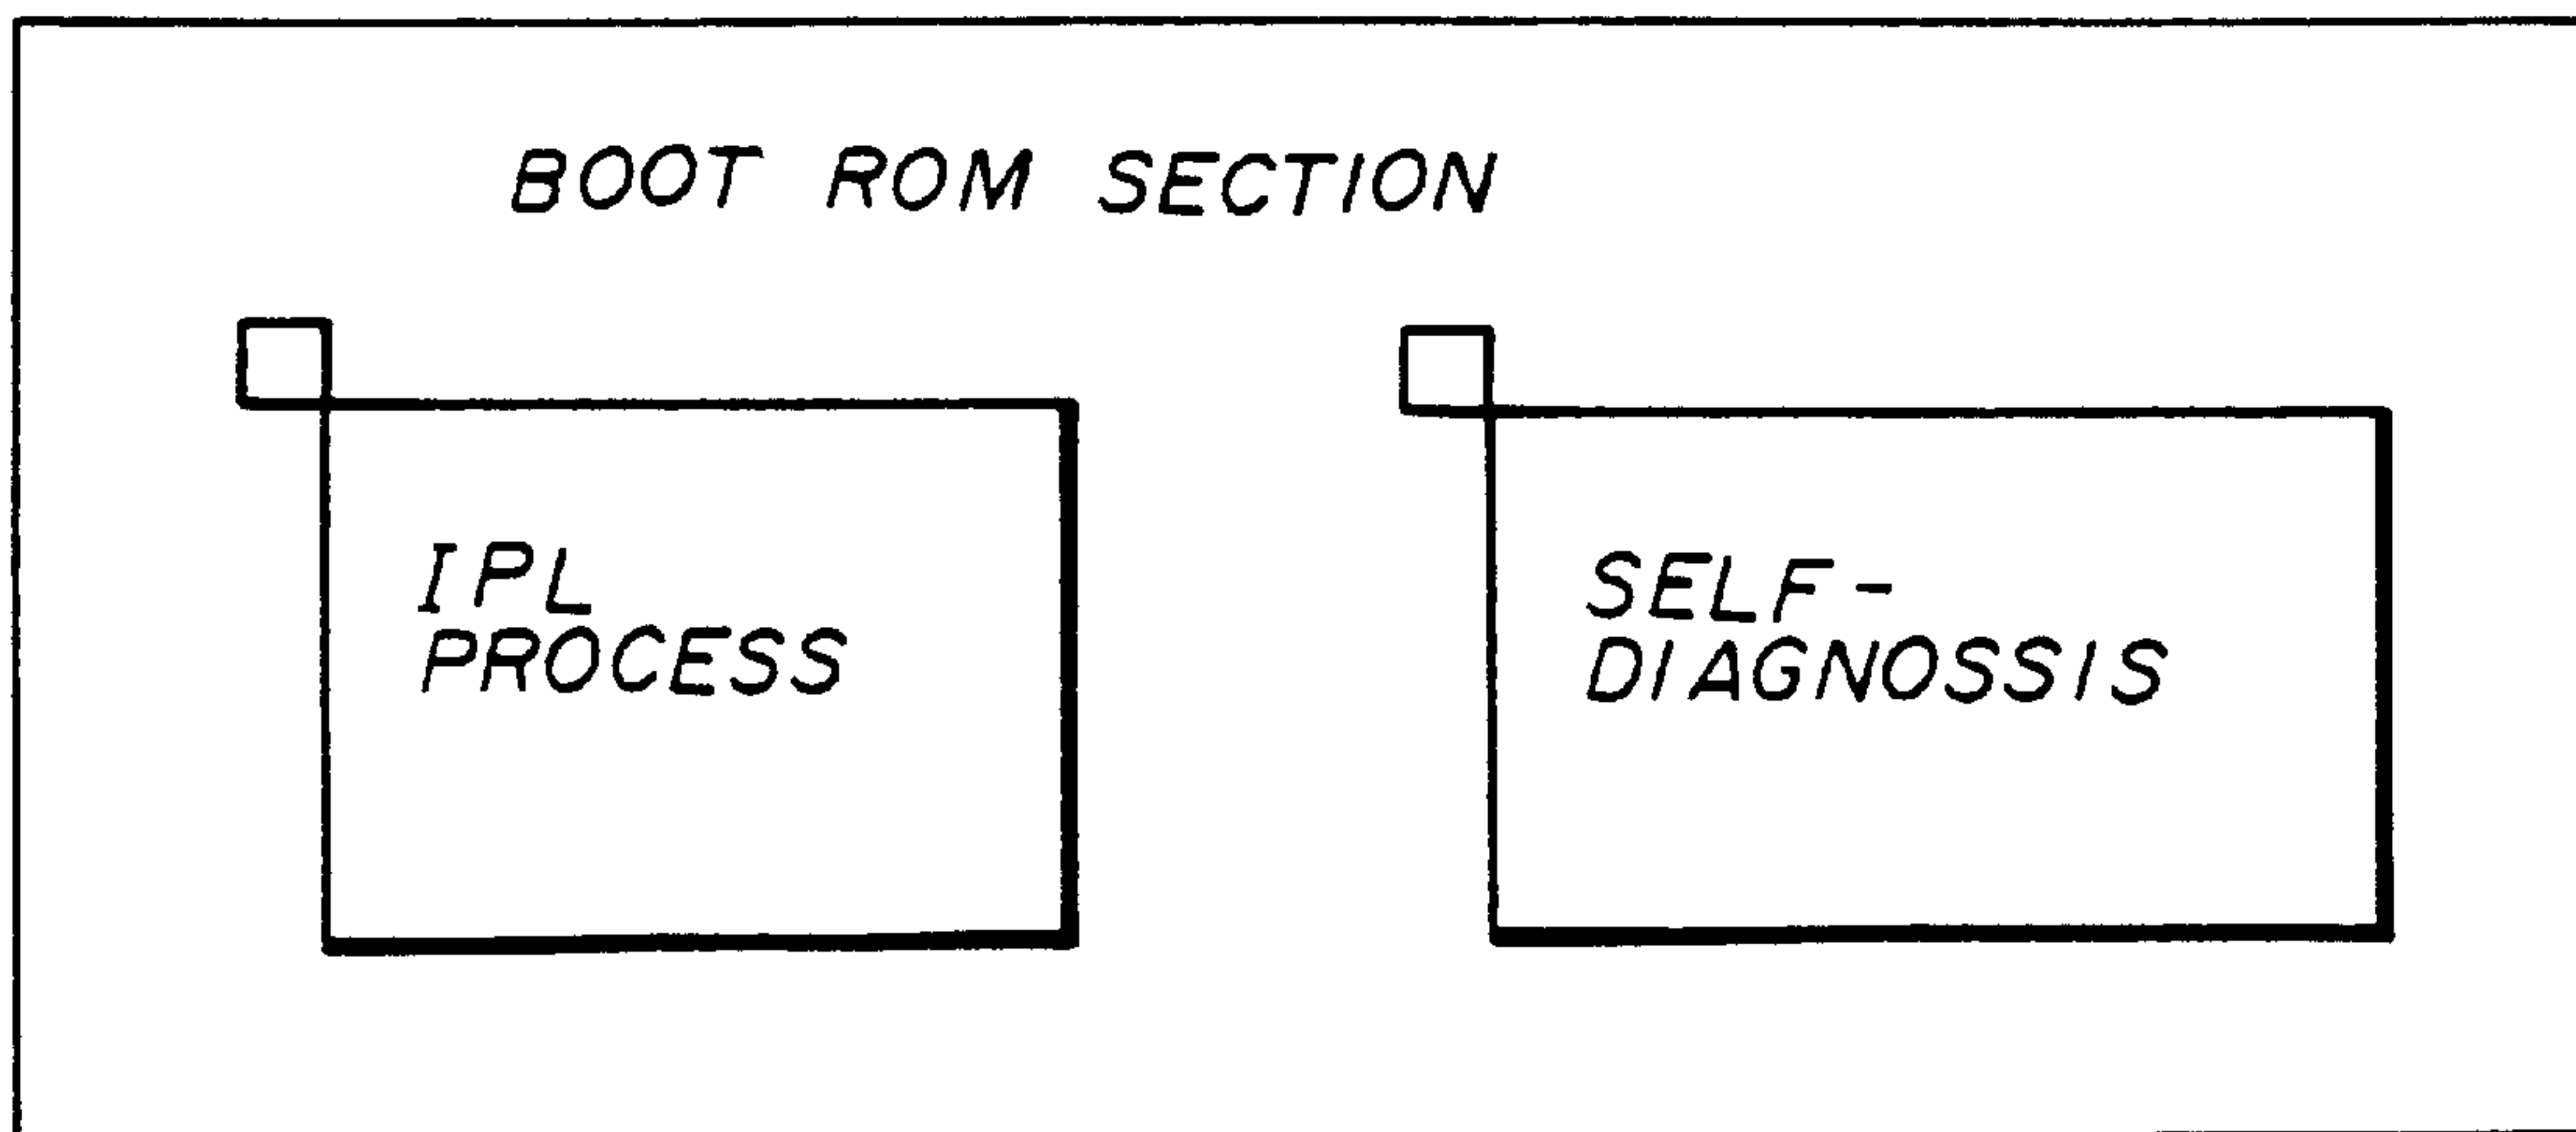 BOOT ROM SECTION
IPL
PROCESS
SELF-
DIAGNOSSIS